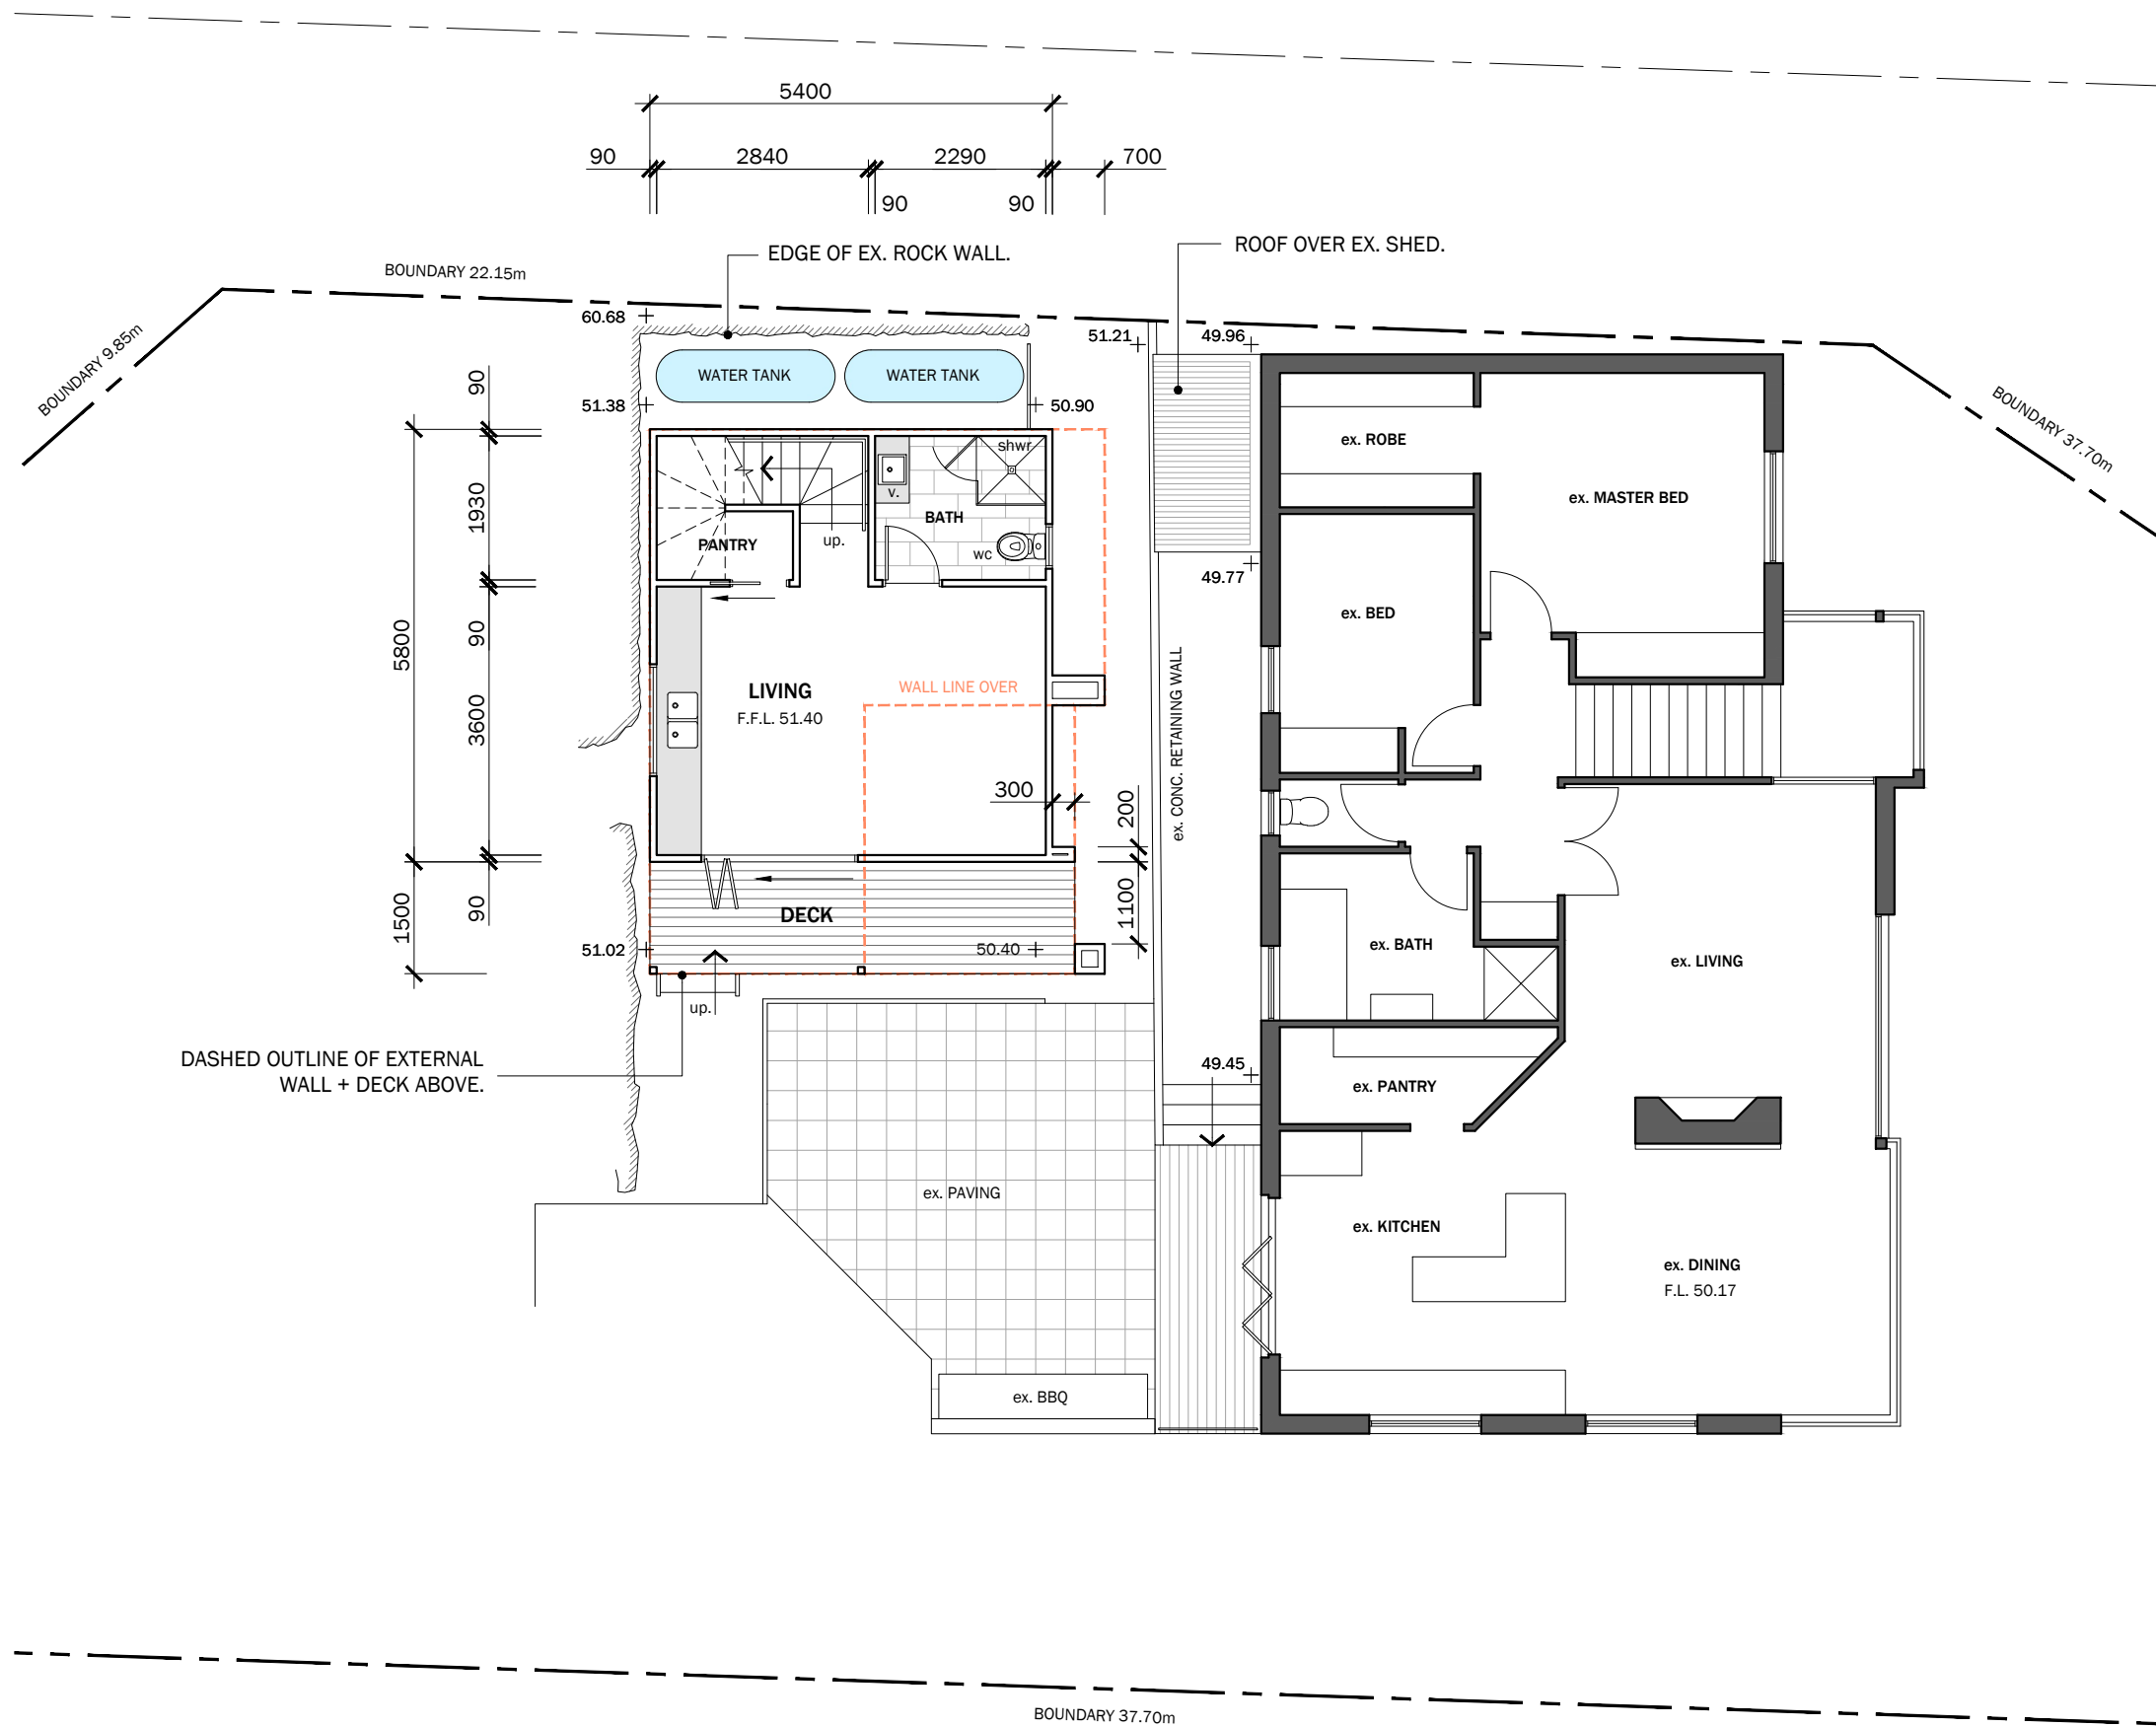 5400
90
2840
2290
700
90
90
EDGE OF EX. ROCK WALL.
ROOF OVER EX. SHED.
BOUNDARY 22.15m
BOUNDARY 9.85m
BOUNDARY 37.70m
60.68
51.21
49.96
WATER TANK
WATER TANK
51.38
50.90
90
1930
90
3600
90
5800
1500
shwr
v.
BATH
wc
PANTRY
up.
49.77
LIVING
F.F.L. 51.40
WALL LINE OVER
300
200
1100
ex. CONC. RETAINING WALL
DECK
51.02
50.40
up.
DASHED OUTLINE OF EXTERNAL
WALL + DECK ABOVE.
49.45
ex. PAVING
ex. BBQ
ex. ROBE
ex. MASTER BED
ex. BED
ex. BATH
ex. LIVING
ex. PANTRY
ex. KITCHEN
ex. DINING
F.L. 50.17
BOUNDARY 37.70m